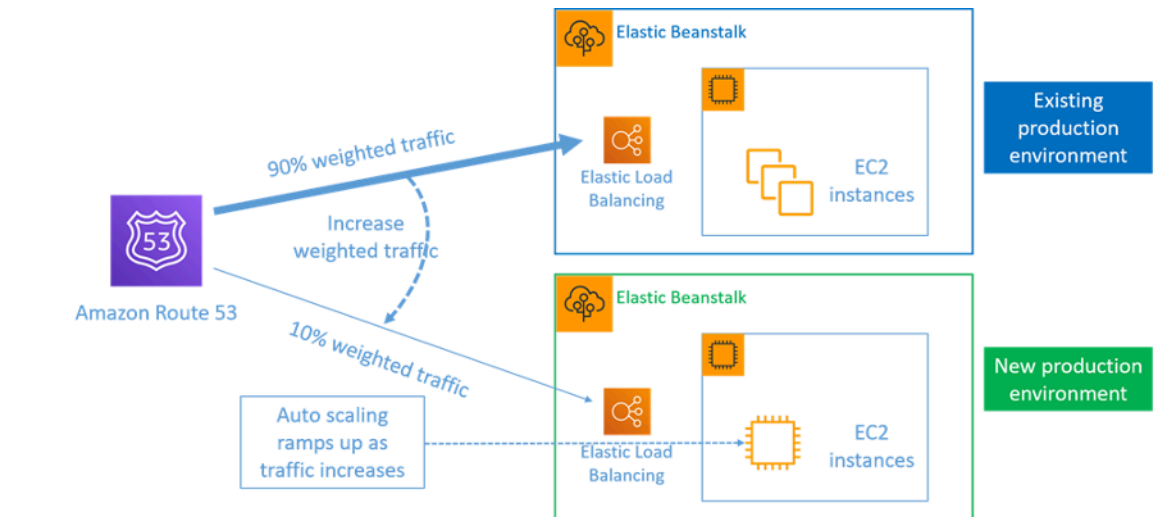 Elastic Beanstalk
Existing
production
environment
90% weighted traffic
Elastic Load
Balancing
EC2
instances
53
Increase
weighted traffic
Amazon Route 53
Elastic Beanstalk
10% weighted traffic
New production
environment
Auto scaling
ramps up as
traffic increases
Elastic Load
Balancing
EC2
instances